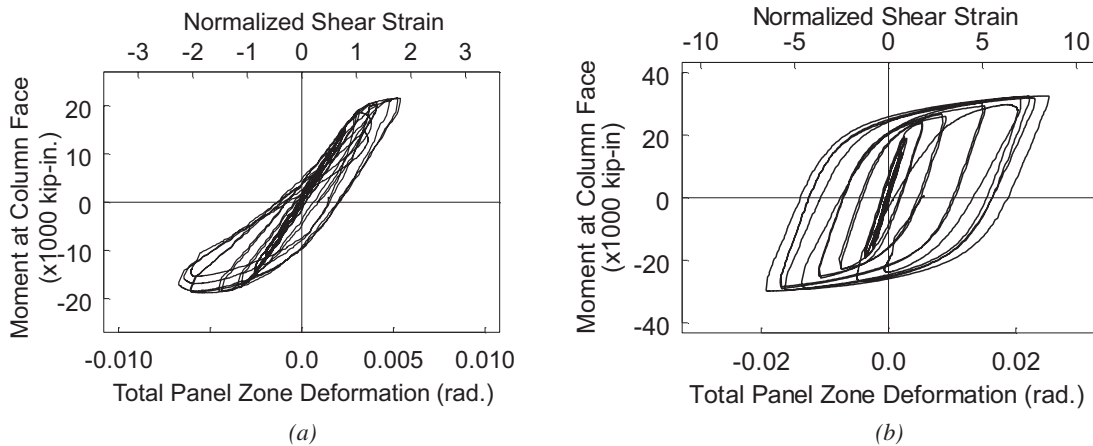 Normalized Shear Strain
-3 -2 -1 0 1 2 3
Moment at Column Face
(x1000 kip-in.)
20
10
0
-10
-20
-0.010 0.0 0.005 0.010
Total Panel Zone Deformation (rad.)
(a)
Normalized Shear Strain
-10 -5 0 5 10
Moment at Column Face
(x1000 kip-in)
40
20
0
-20
-40
-0.02 0.0 0.02
Total Panel Zone Deformation (rad.)
(b)